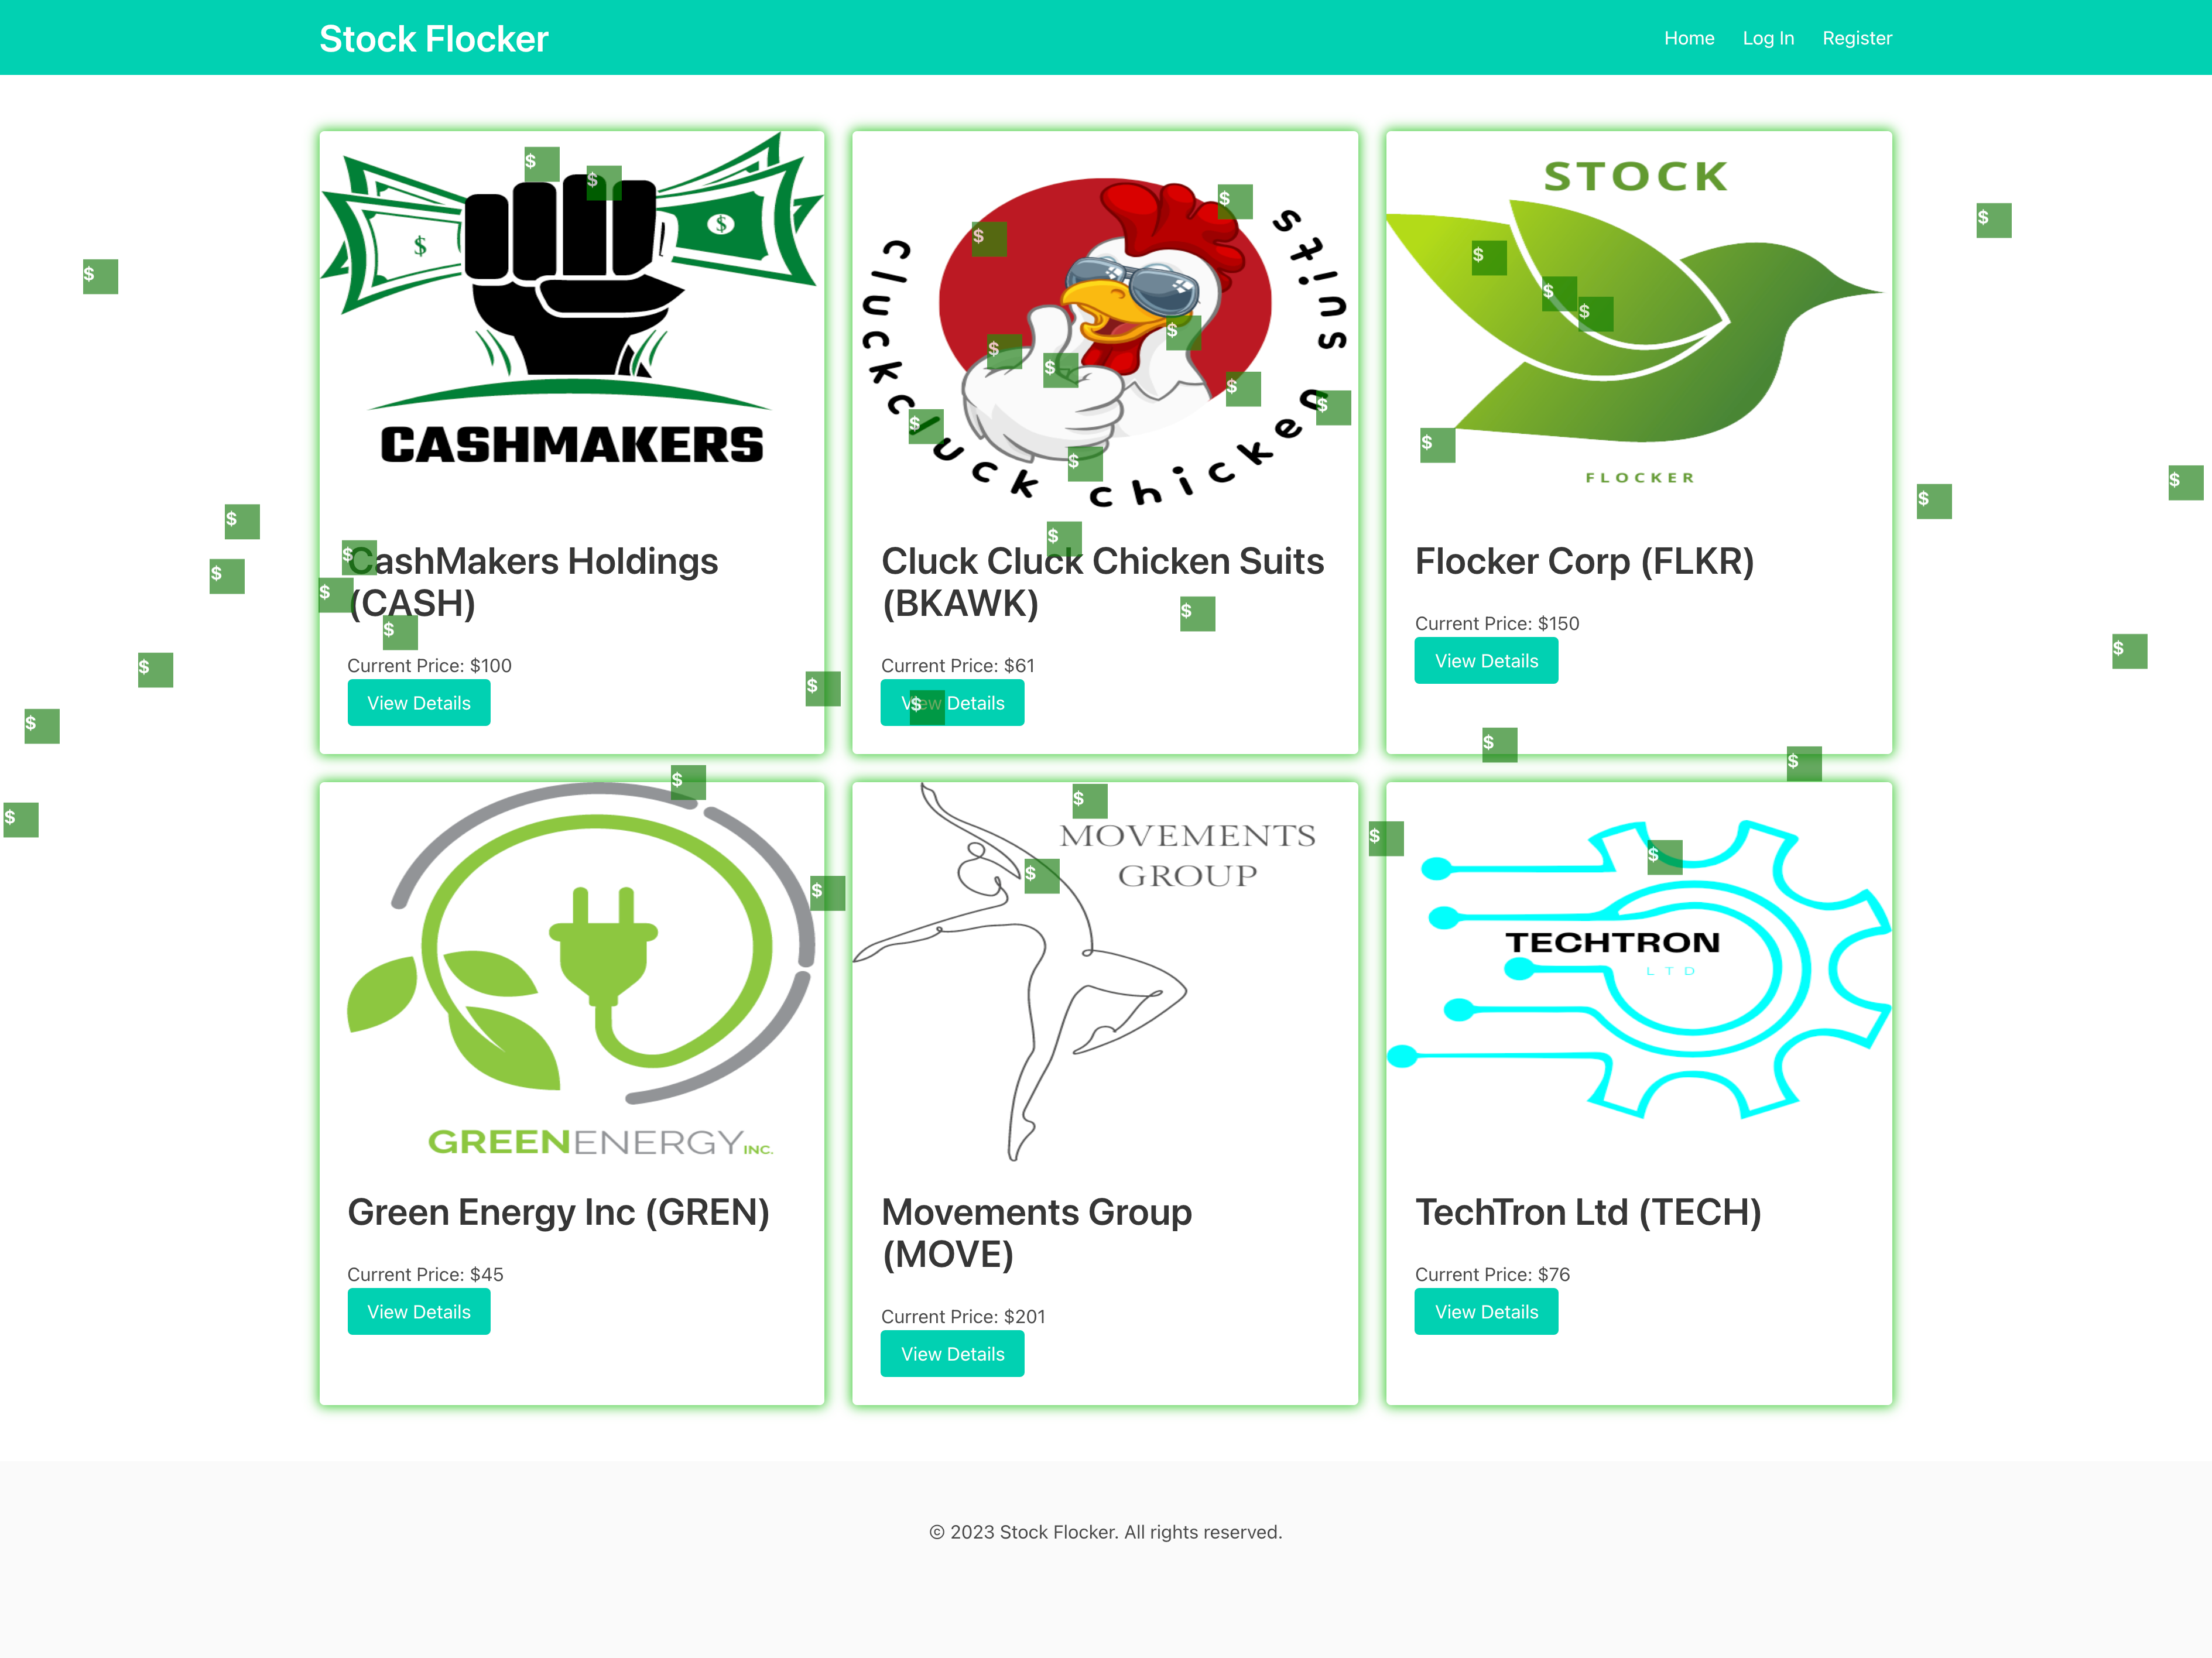 Stock Flocker
Home Log In Register
$ $
CASHMAKERS
CashMakers Holdings
(CASH)
Current Price: $100
View Details
cluck cluck chicken suits
Cluck Cluck Chicken Suits
(BKAWK)
Current Price: $61
View Details
STOCK
FLOCKER
Flocker Corp (FLKR)
Current Price: $150
View Details
GREENENERGY INC.
Green Energy Inc (GREN)
Current Price: $45
View Details
MOVEMENTS
GROUP
Movements Group
(MOVE)
Current Price: $201
View Details
TECHTRON
LTD
TechTron Ltd (TECH)
Current Price: $76
View Details
© 2023 Stock Flocker. All rights reserved.